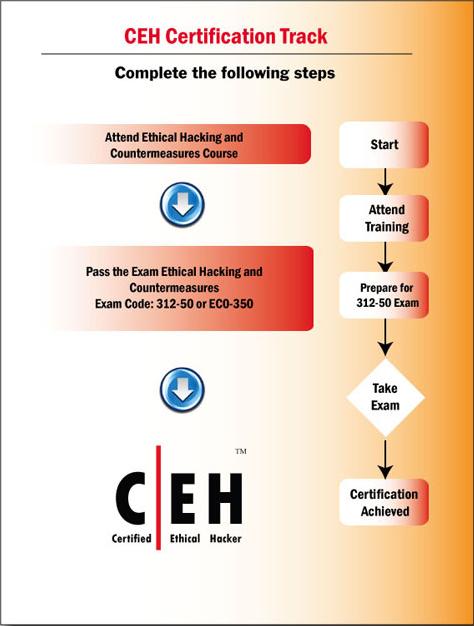 CEH Certification Track
Complete the following steps
Attend Ethical Hacking and
Countermeasures Course
Pass the Exam Ethical Hacking and
Countermeasures
Exam Code: 312-50 or ECO-350
TM
C|EH
Certified Ethical Hacker
Start
Attend
Training
Prepare for
312-50 Exam
Take
Exam
Certification
Achieved